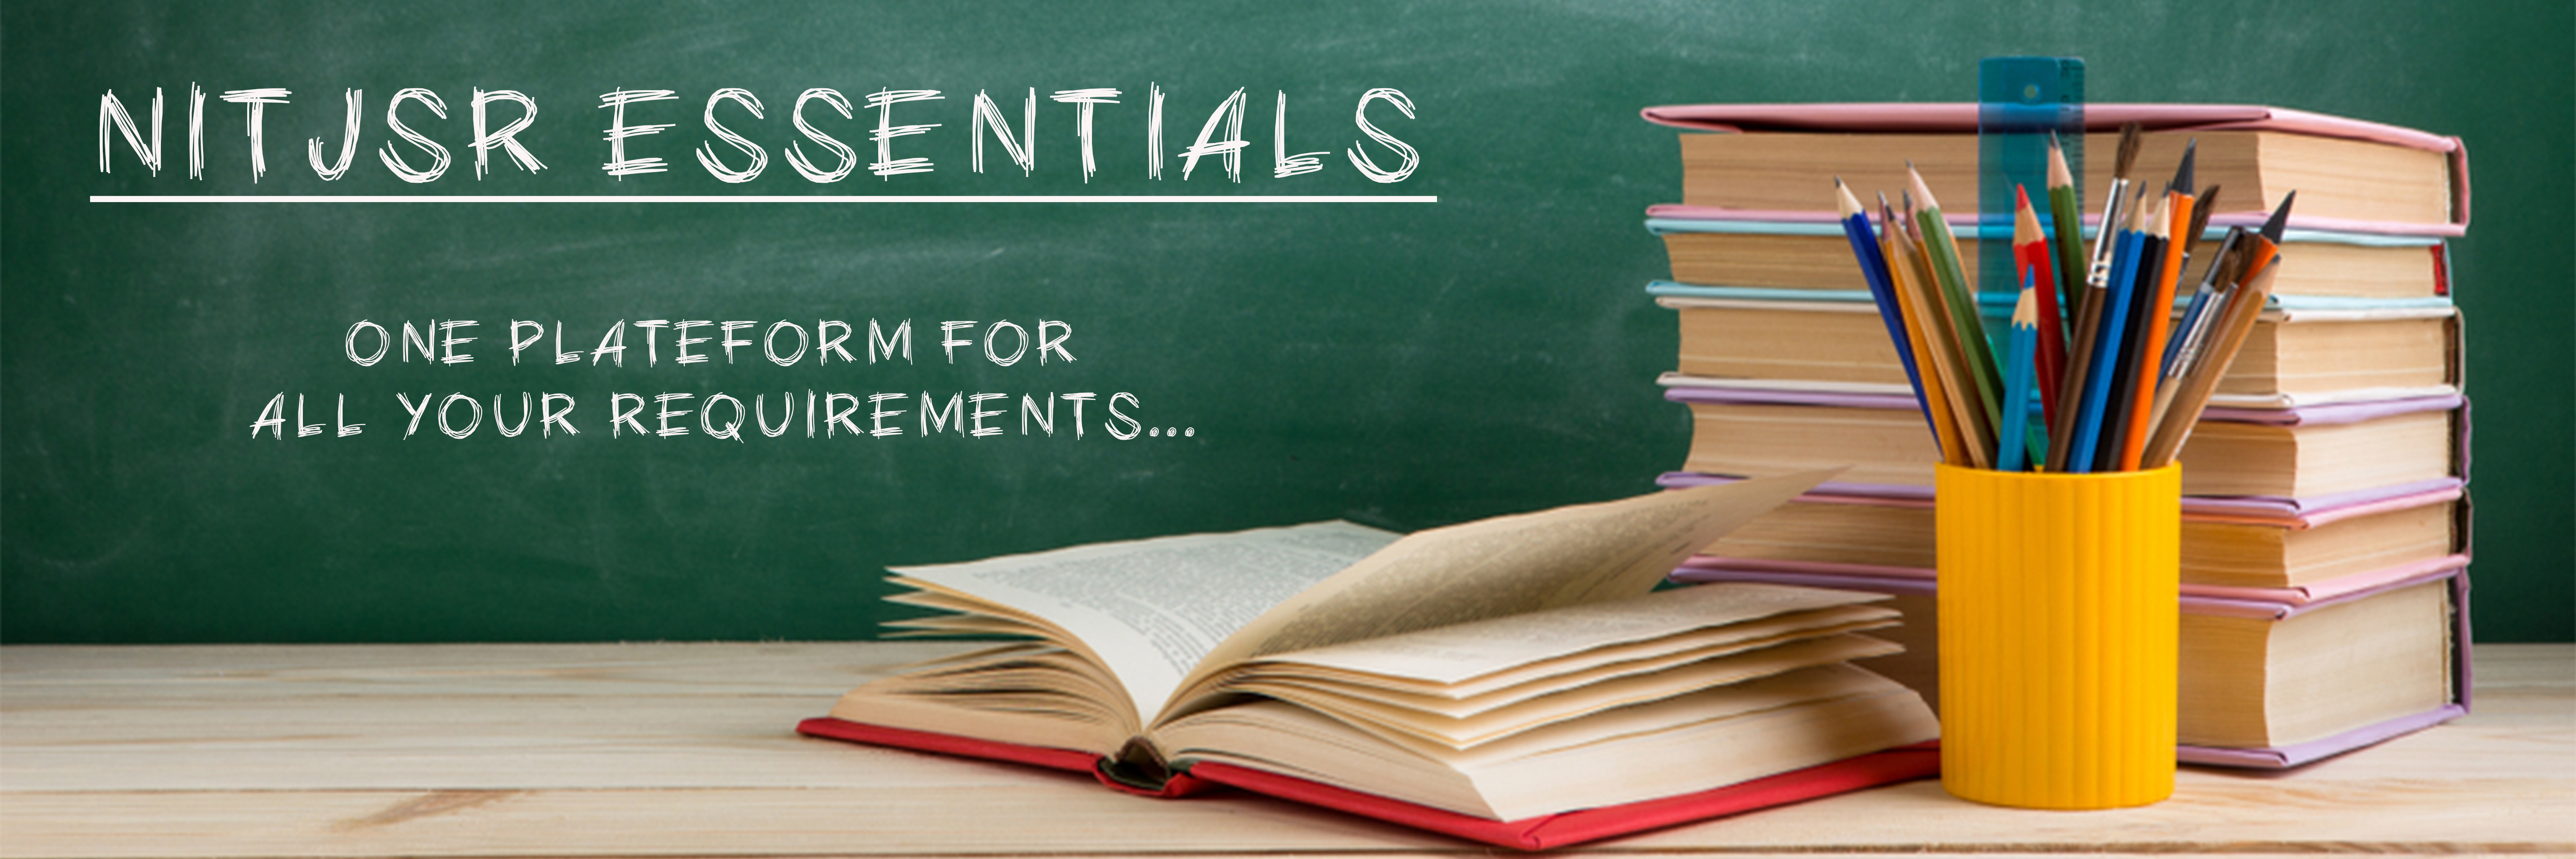 NITJSR ESSENTIALS
ONE PLATEFORM FOR
ALL YOUR REQUIREMENTS...